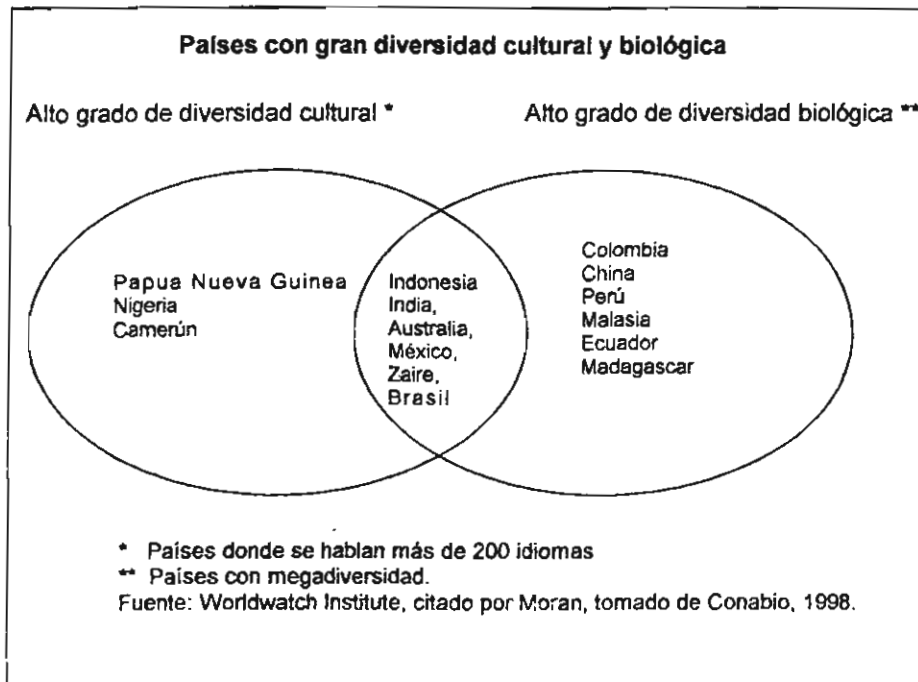 Países con gran diversidad cultural y biológica
Alto grado de diversidad cultural *
Alto grado de diversidad biológica **
Papua Nueva Guinea
Nigeria
Camerún
Indonesia
India,
Australia,
México,
Zaire,
Brasil
Colombia
China
Perú
Malasia
Ecuador
Madagascar
* Países donde se hablan más de 200 idiomas
** Países con megadiversidad.
Fuente: Worldwatch Institute, citado por Moran, tomado de Conabio, 1998.